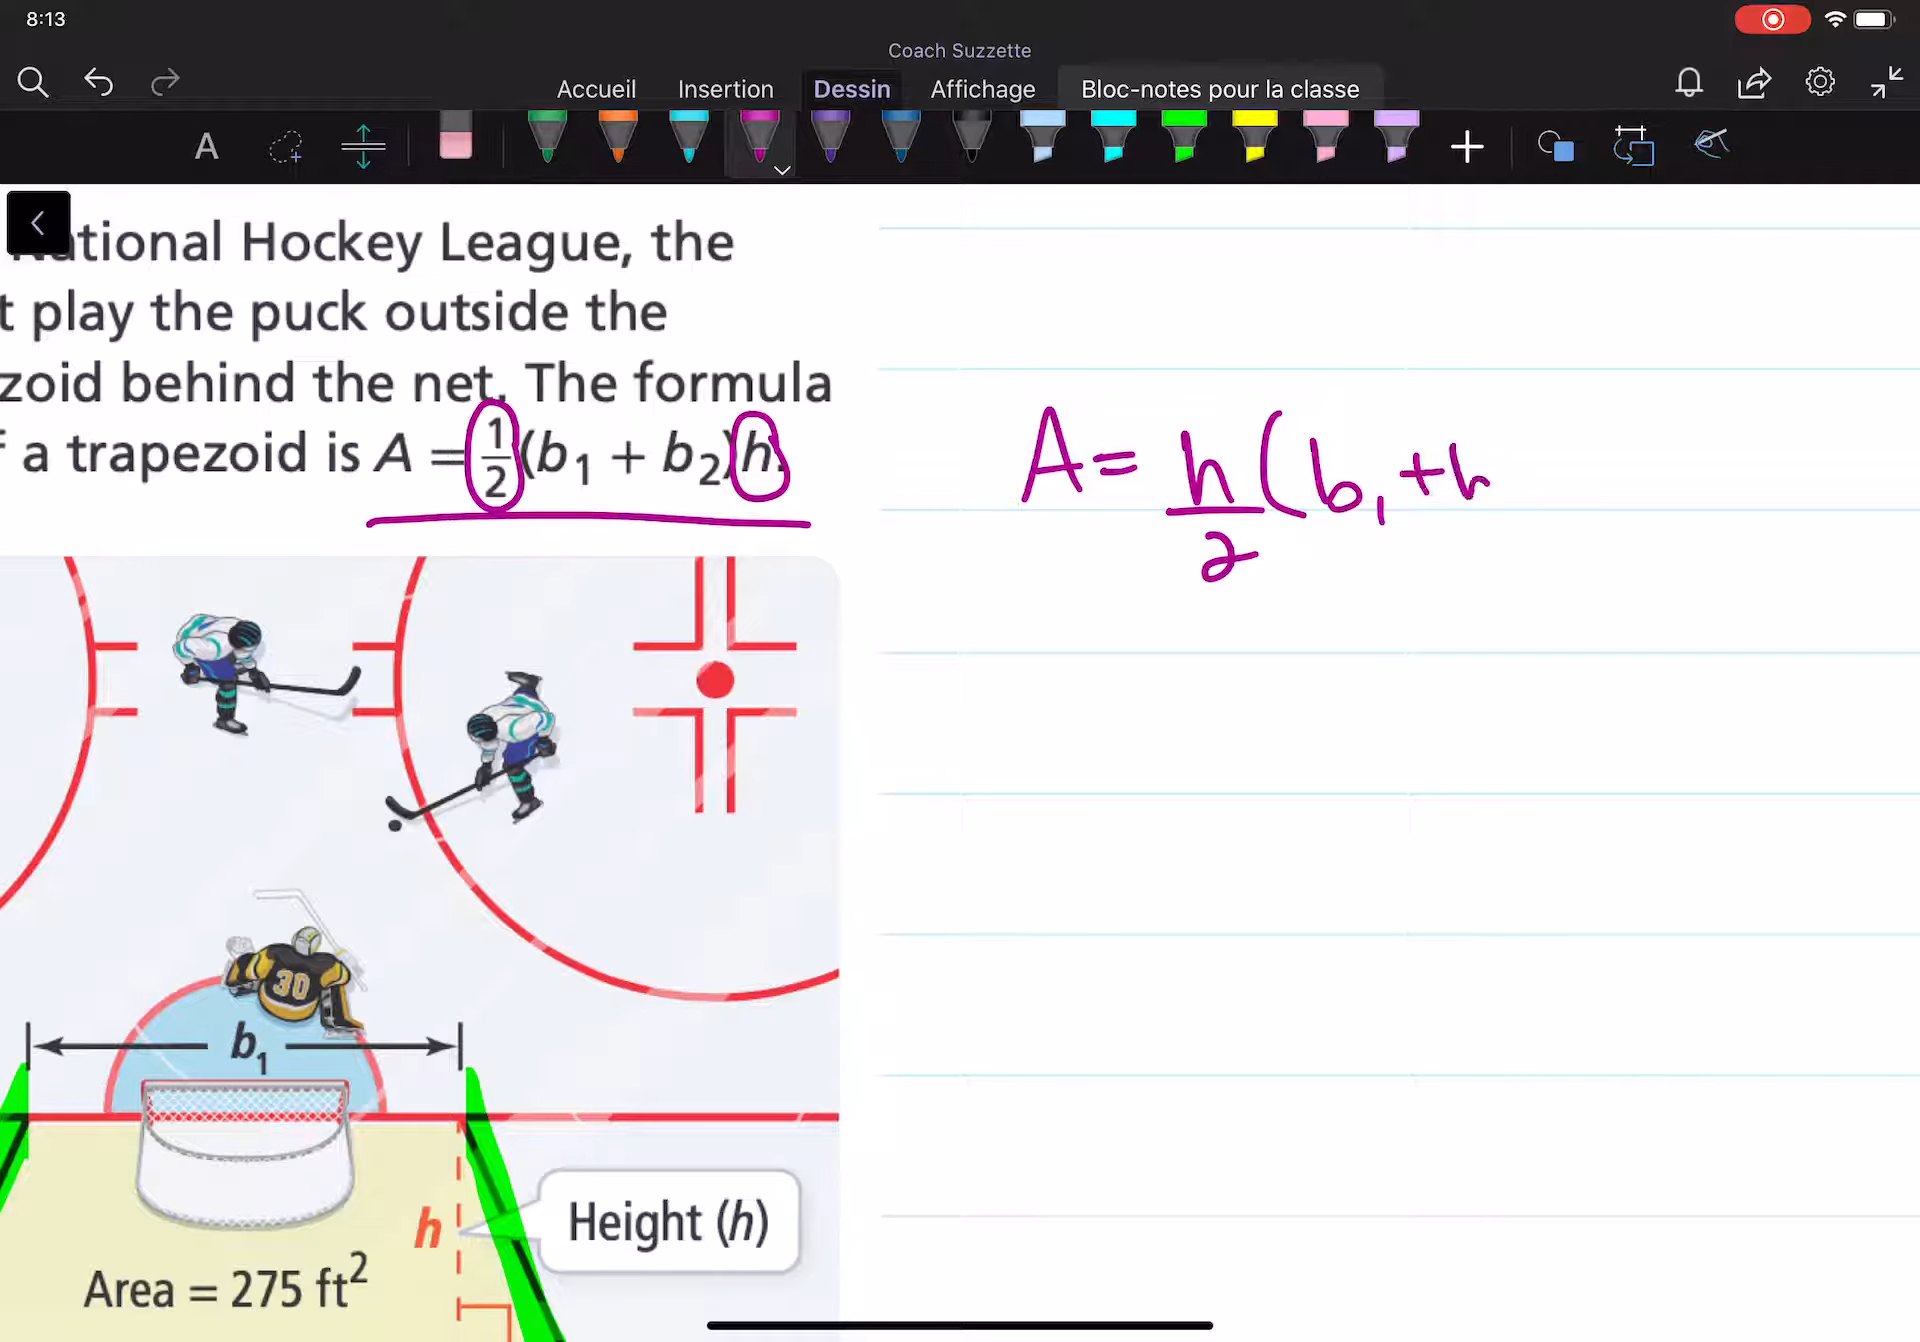 8:13
Coach Suzzette
Accueil Insertion Dessin Affichage Bloc-notes pour la classe
A
tional Hockey League, the
t play the puck outside the
zoid behind the net. The formula
f a trapezoid is A = 1/2 (b₁ + b₂)h.
A = h/2 (b₁ + h
30
b₁
h
Height (h)
Area = 275 ft²